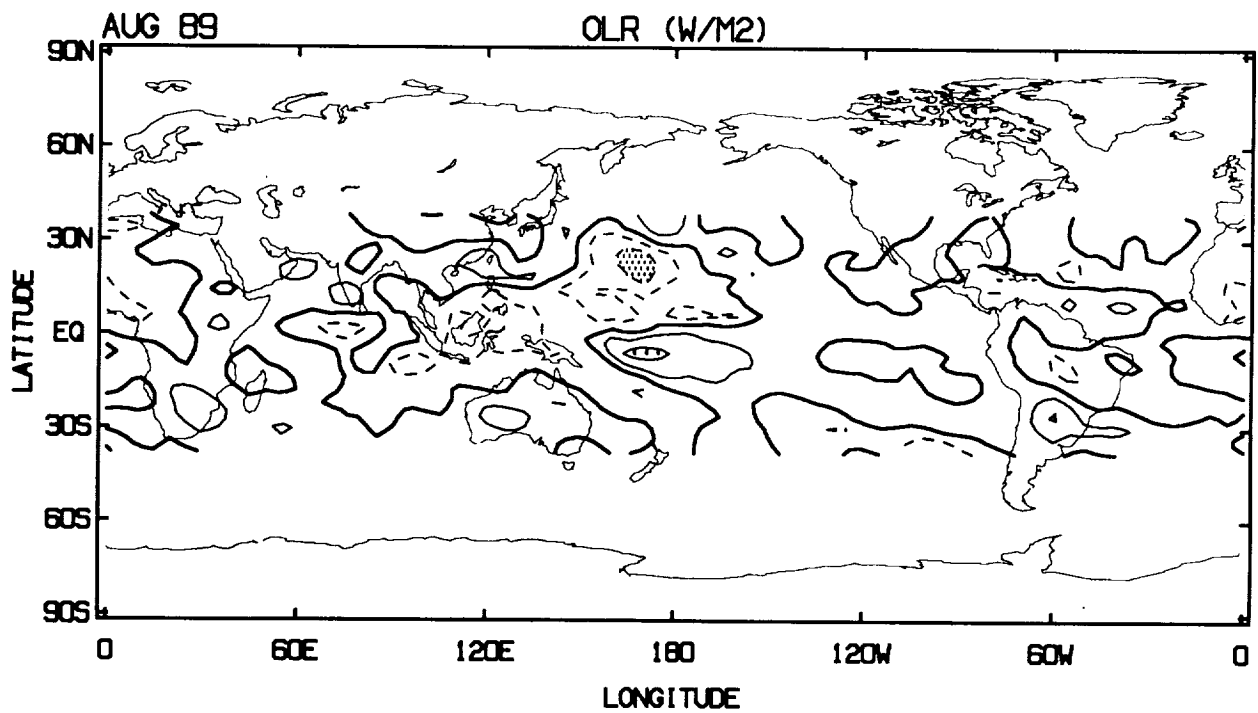 AUG 89 OLR (W/M2)
90N
60N
30N
EQ
30S
60S
90S
LATITUDE
0 60E 120E 180 120W 60W 0
LONGITUDE